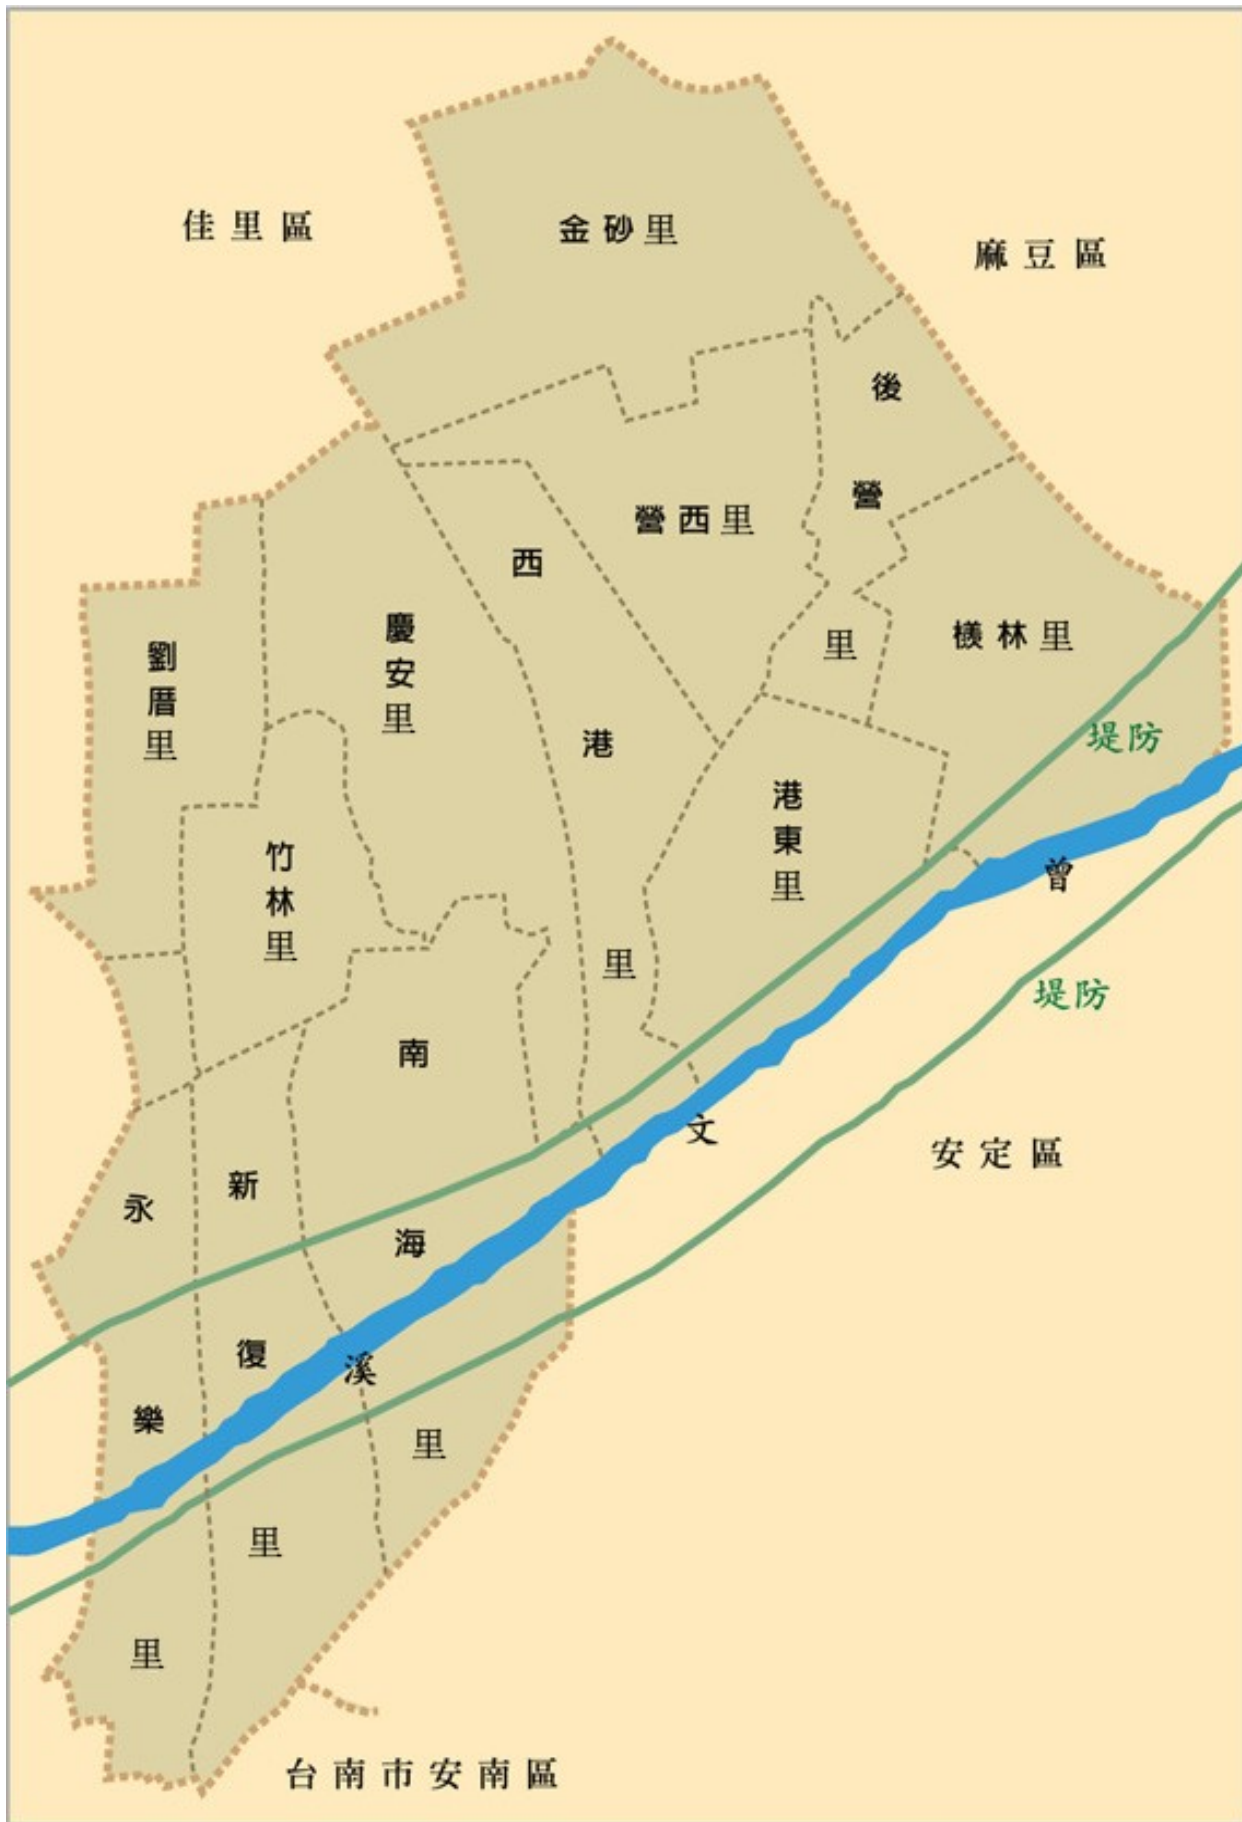 佳里區
金砂里
麻豆區
後營里
營西里
西港里
檨林里
慶安里
劉厝里
堤防
港東里
竹林里
曾文溪
堤防
南海里
安定區
新復里
永樂里
台南市安南區